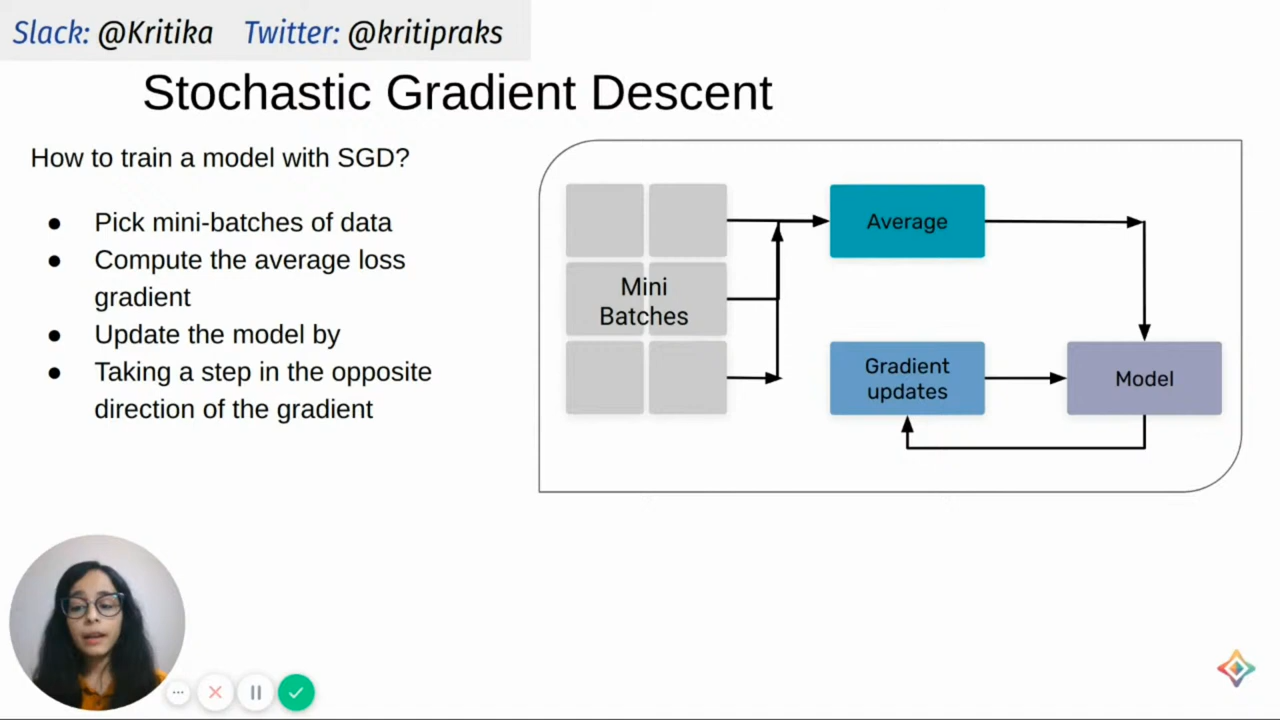 Slack: @Kritika Twitter: @kritipraks
Stochastic Gradient Descent
How to train a model with SGD?
● Pick mini-batches of data
● Compute the average loss
gradient
● Update the model by
● Taking a step in the opposite
direction of the gradient
Mini
Batches
Average
Gradient
updates
Model